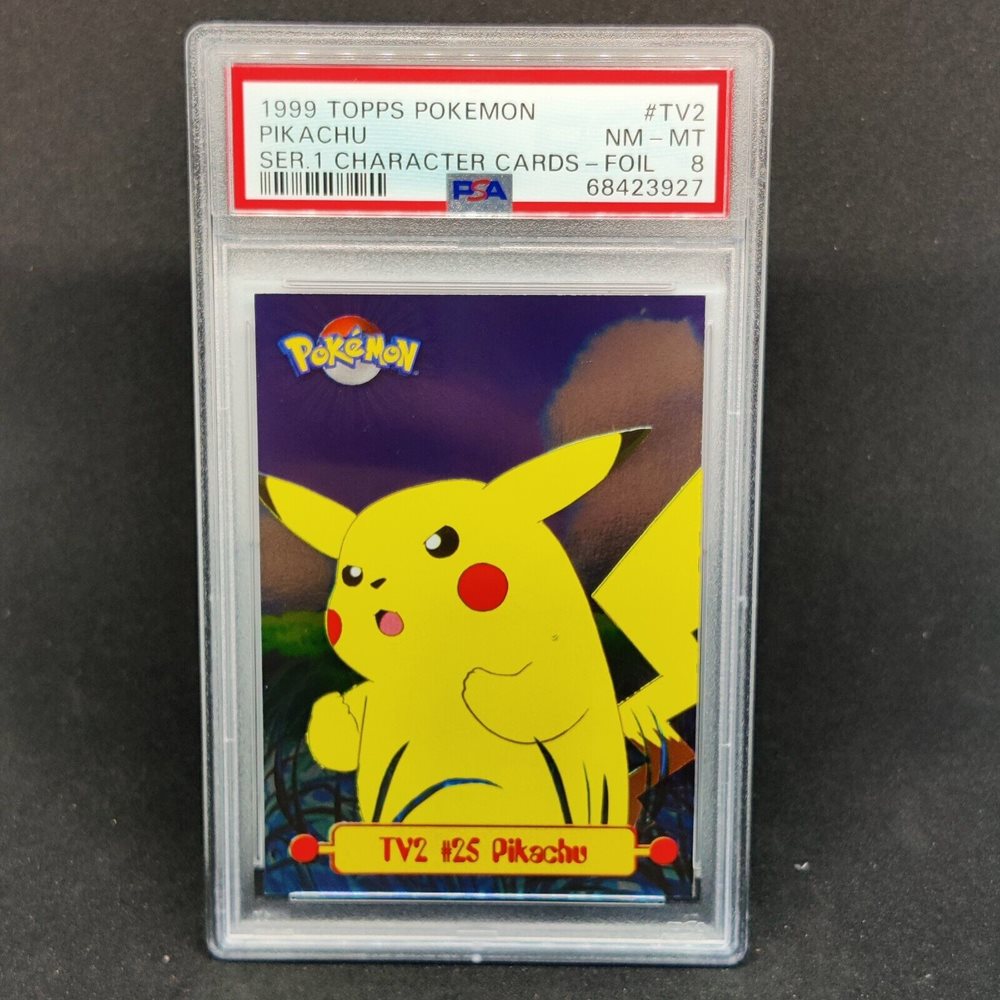 1999 TOPPS POKEMON #TV2
PIKACHU NM - MT
SER.1 CHARACTER CARDS - FOIL 8
PSA 68423927
POKéMON
TV2 #25 Pikachu